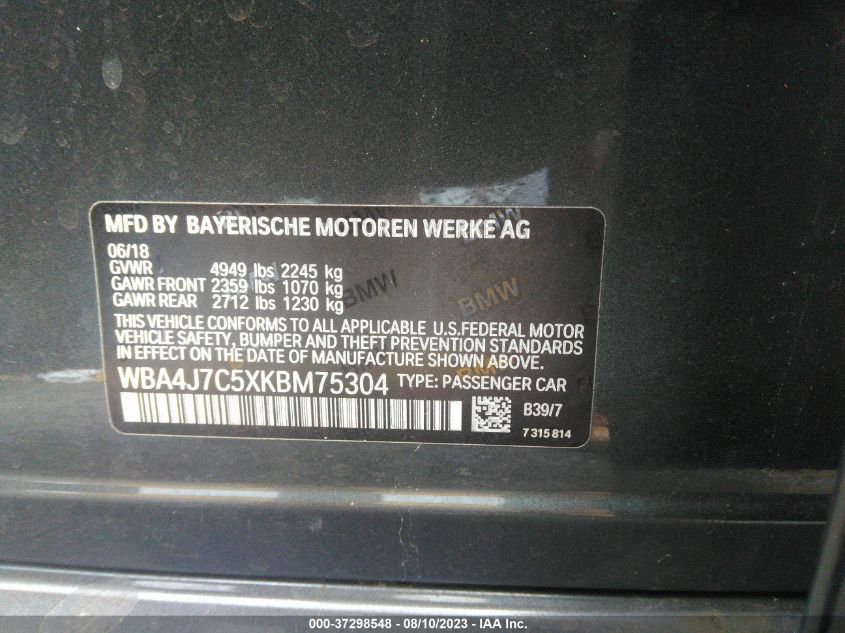 MFD BY BAYERISCHE MOTOREN WERKE AG
06/18
GVWR 4949 lbs 2245 kg
GAWR FRONT 2359 lbs 1070 kg
GAWR REAR 2712 lbs 1230 kg
BMW
BMW
THIS VEHICLE CONFORMS TO ALL APPLICABLE U.S.FEDERAL MOTOR
VEHICLE SAFETY, BUMPER AND THEFT PREVENTION STANDARDS
IN EFFECT ON THE DATE OF MANUFACTURE SHOWN ABOVE.
WBA4J7C5XKBM75304 TYPE: PASSENGER CAR
B39/7
7 315 814
000-37298548 - 08/10/2023 - IAA Inc.